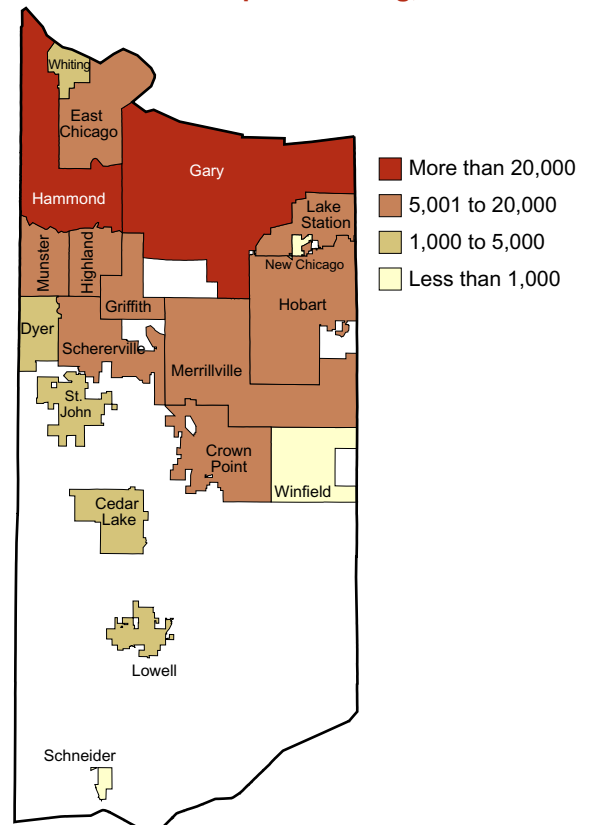 Whiting
East
Chicago
Gary
Hammond
Lake
Station
New Chicago
Munster
Highland
Griffith
Hobart
Dyer
Schererville
Merrillville
St.
John
Crown
Point
Winfield
Cedar
Lake
Lowell
Schneider
More than 20,000
5,001 to 20,000
1,000 to 5,000
Less than 1,000